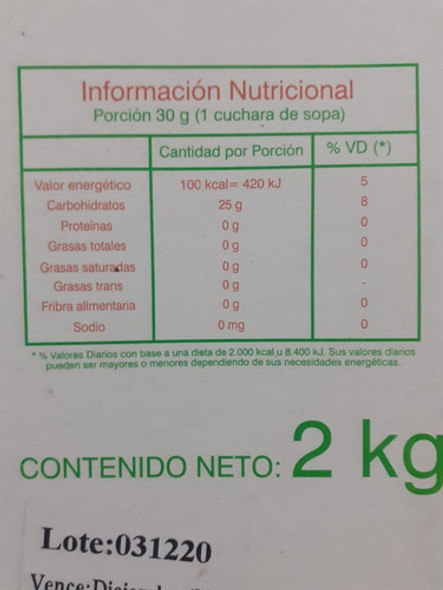 Información Nutricional
Porción 30 g (1 cuchara de sopa)
Cantidad por Porción % VD (*)
Valor energético 100 kcal= 420 kJ 5
Carbohidratos 25 g 8
Proteínas 0 g 0
Grasas totales 0 g 0
Grasas saturadas 0 g 0
Grasas trans 0 g -
Fribra alimentaria 0 g 0
Sodio 0 mg 0
* % Valores Diarios con base a una dieta de 2.000 kcal u 8.400 kJ. Sus valores diarios
pueden ser mayores o menores dependiendo de sus necesidades energéticas.
CONTENIDO NETO: 2 kg
Lote:031220
Vence: